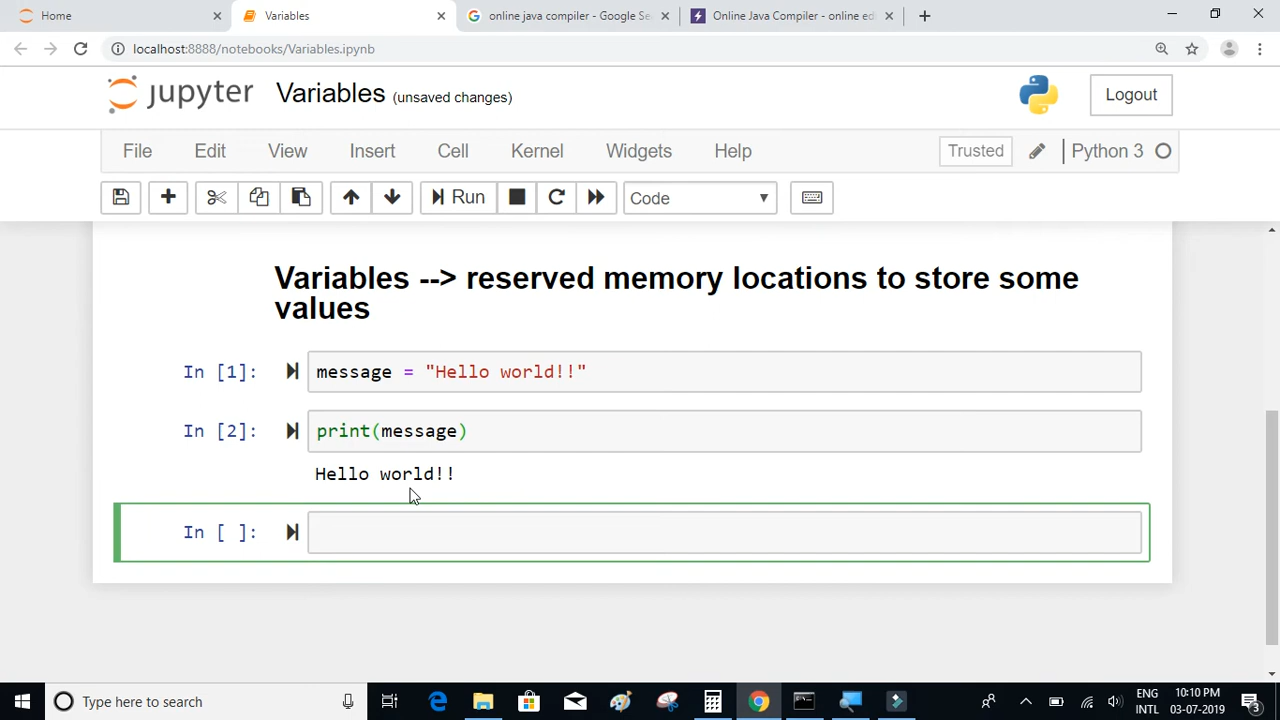 Home
Variables
online java compiler - Google Se
Online Java Compiler - online edi
localhost:8888/notebooks/Variables.ipynb
jupyter Variables (unsaved changes)
Logout
File Edit View Insert Cell Kernel Widgets Help
Trusted
Python 3
Run
Code
Variables --> reserved memory locations to store some
values
In [1]: message = "Hello world!!"
In [2]: print(message)
Hello world!!
In [ ]:
Type here to search
ENG
INTL
10:10 PM
03-07-2019
3